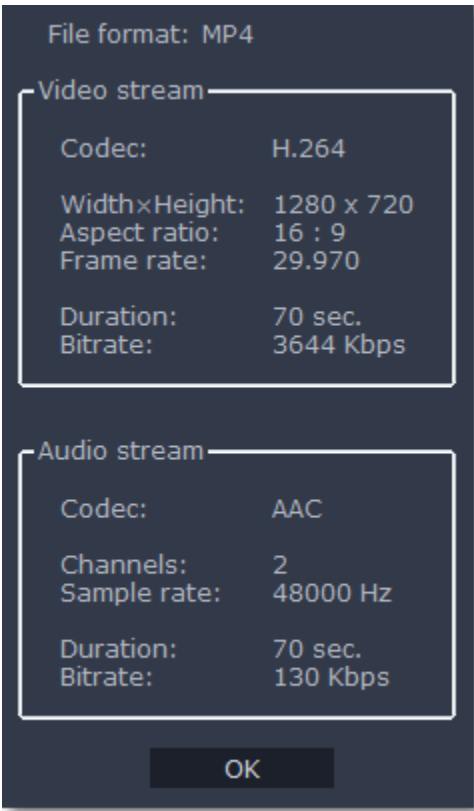 File format: MP4
Video stream
Codec: H.264
Width×Height: 1280 x 720
Aspect ratio: 16 : 9
Frame rate: 29.970
Duration: 70 sec.
Bitrate: 3644 Kbps
Audio stream
Codec: AAC
Channels: 2
Sample rate: 48000 Hz
Duration: 70 sec.
Bitrate: 130 Kbps
OK